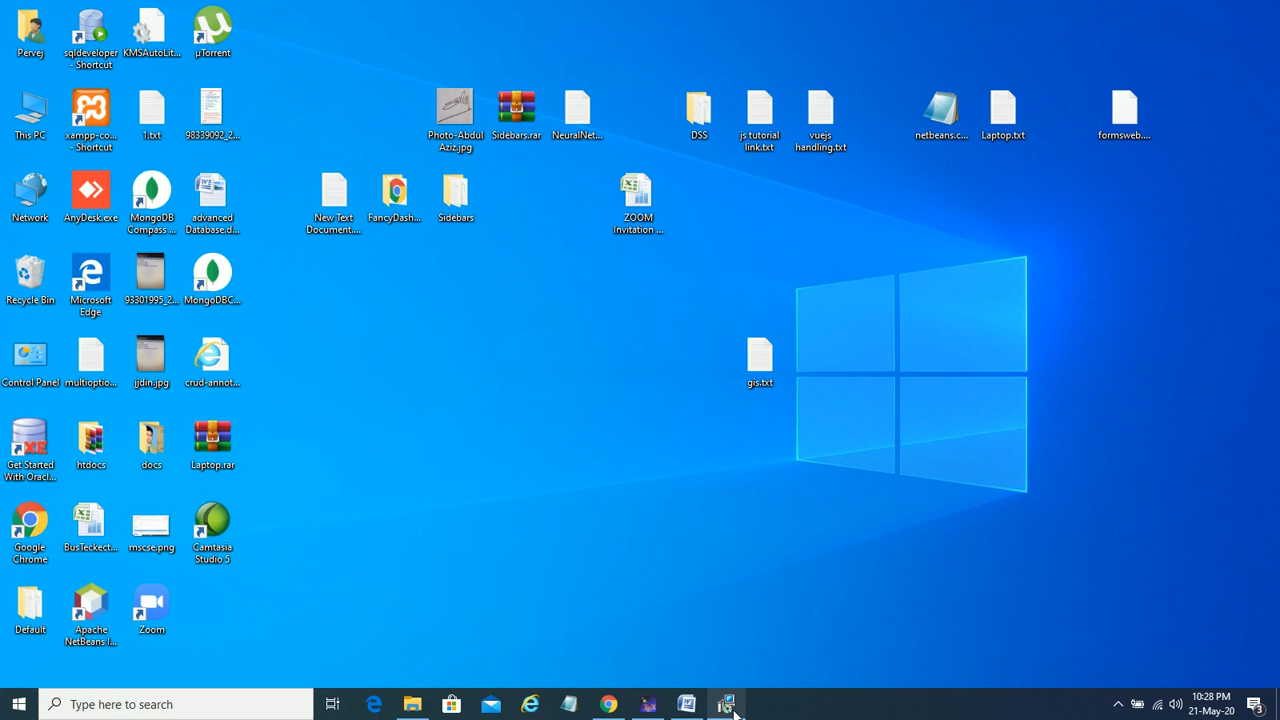 Pervej
sqldeveloper
- Shortcut
KMSAutoLit...
µTorrent
This PC
xampp-co...
- Shortcut
1.txt
98339092_2...
Photo-Abdul
Aziz.jpg
Sidebars.rar
NeuralNet...
DSS
js tutorial
link.txt
vuejs
handling.txt
netbeans.c...
Laptop.txt
formsweb....
Network
AnyDesk.exe
MongoDB
Compass ...
advanced
Database.d...
New Text
Document....
FancyDash...
Sidebars
ZOOM
Invitation ...
Recycle Bin
Microsoft
Edge
93301995_2...
MongoDBC...
Control Panel
multioptio...
jjdin.jpg
crud-annot...
gis.txt
Get Started
With Oracl...
htdocs
docs
Laptop.rar
Google
Chrome
BusTeckect...
mscse.png
Camtasia
Studio 5
Default
Apache
NetBeans I...
Zoom
Type here to search
10:28 PM
21-May-20
3